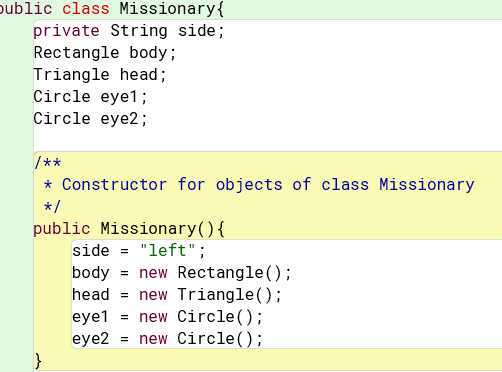 public class Missionary{
private String side;
Rectangle body;
Triangle head;
Circle eye1;
Circle eye2;
/**
* Constructor for objects of class Missionary
*/
public Missionary(){
side = "left";
body = new Rectangle();
head = new Triangle();
eye1 = new Circle();
eye2 = new Circle();
}